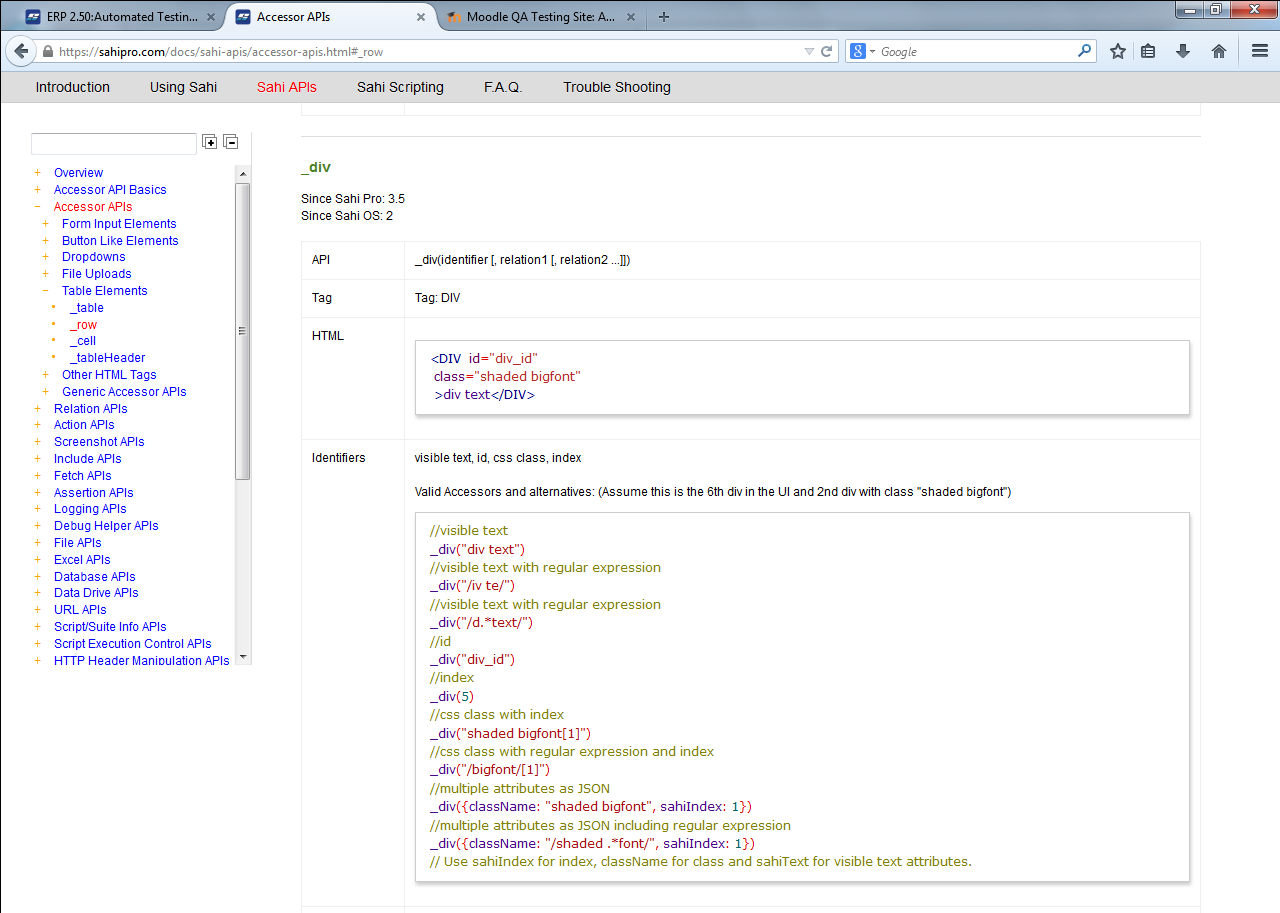 ERP 2.50:Automated Testin...
Accessor APIs
Moodle QA Testing Site: A...
https://sahipro.com/docs/sahi-apis/accessor-apis.html#_row
Google
Introduction
Using Sahi
Sahi APIs
Sahi Scripting
F.A.Q.
Trouble Shooting
Overview
Accessor API Basics
Accessor APIs
Form Input Elements
Button Like Elements
Dropdowns
File Uploads
Table Elements
_table
_row
_cell
_tableHeader
Other HTML Tags
Generic Accessor APIs
Relation APIs
Action APIs
Screenshot APIs
Include APIs
Fetch APIs
Assertion APIs
Logging APIs
Debug Helper APIs
File APIs
Excel APIs
Database APIs
Data Drive APIs
URL APIs
Script/Suite Info APIs
Script Execution Control APIs
HTTP Header Manipulation APIs
_div
Since Sahi Pro: 3.5
Since Sahi OS: 2
API
_div(identifier [, relation1 [, relation2 ...]])
Tag
Tag: DIV
HTML
<DIV id="div_id"
class="shaded bigfont"
>div text</DIV>
Identifiers
visible text, id, css class, index
Valid Accessors and alternatives: (Assume this is the 6th div in the UI and 2nd div with class "shaded bigfont")
//visible text
_div("div text")
//visible text with regular expression
_div("/iv te/")
//visible text with regular expression
_div("/d.*text/")
//id
_div("div_id")
//index
_div(5)
//css class with index
_div("shaded bigfont[1]")
//css class with regular expression and index
_div("/bigfont/[1]")
//multiple attributes as JSON
_div({className: "shaded bigfont", sahiIndex: 1})
//multiple attributes as JSON including regular expression
_div({className: "/shaded .*font/", sahiIndex: 1})
// Use sahiIndex for index, className for class and sahiText for visible text attributes.